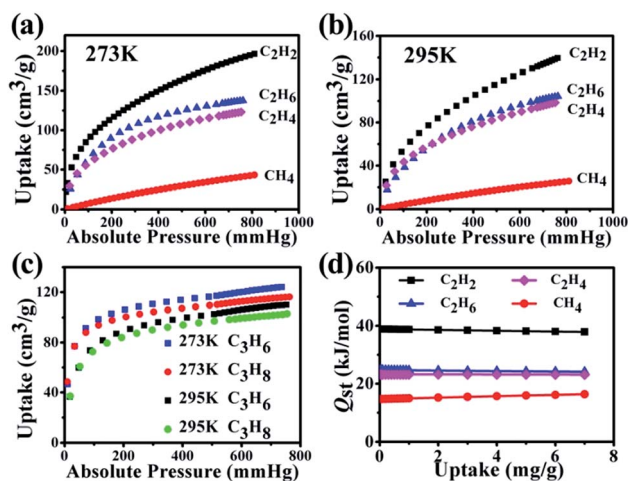 (a)
273K
C2H2
C2H6
C2H4
CH4
Uptake (cm³/g)
200
150
100
50
0
0 200 400 600 800 1000
Absolute Pressure (mmHg)
(b)
295K
C2H2
C2H6
C2H4
CH4
Uptake (cm³/g)
160
120
80
40
0
0 200 400 600 800 1000
Absolute Pressure (mmHg)
(c)
273K C3H6
273K C3H8
295K C3H6
295K C3H8
Uptake (cm³/g)
120
80
40
0
0 200 400 600 800
Absolute Pressure (mmHg)
(d)
C2H2 C2H4
C2H6 CH4
Qst (kJ/mol)
60
40
20
0
0 2 4 6 8
Uptake (mg/g)